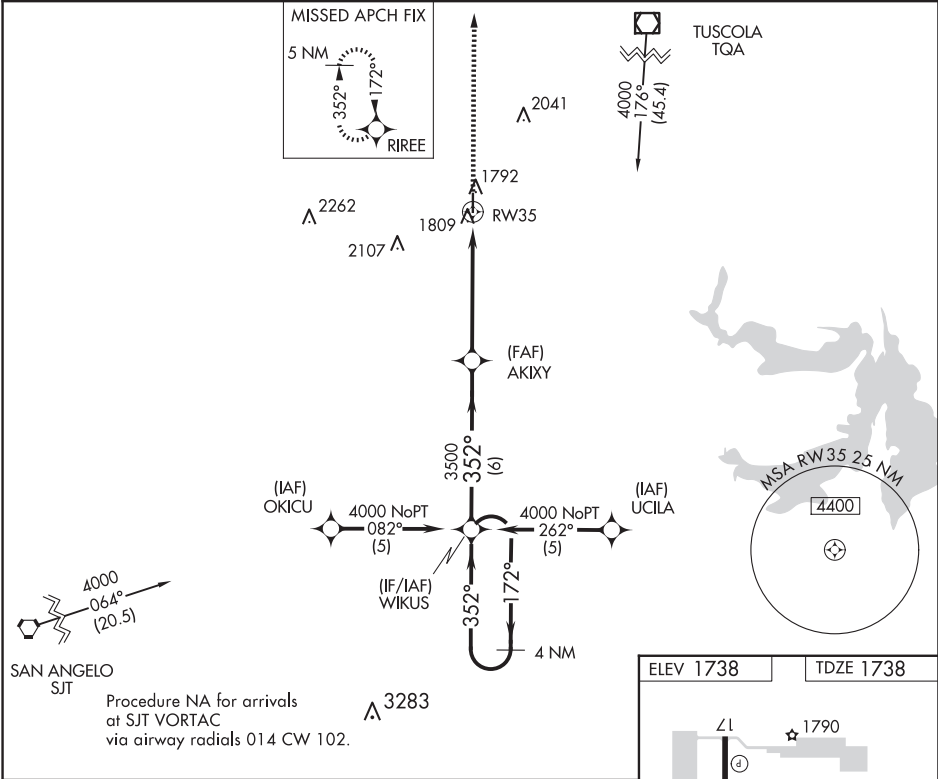 MISSED APCH FIX
5 NM
352°
172°
RIREE
TUSCOLA
TQA
4000
176°
(45.4)
2041
1792
2262
1809
RW35
2107
(FAF)
AKIXY
3500
352°
(6)
MSA RW35 25 NM
4400
(IAF)
OKICU
4000 NoPT
082°
(5)
4000 NoPT
262°
(5)
(IAF)
UCILA
(IF/IAF)
WIKUS
352°
172°
4 NM
4000
064°
(20.5)
SAN ANGELO
SJT
Procedure NA for arrivals
at SJT VORTAC
via airway radials 014 CW 102.
3283
ELEV 1738
TDZE 1738
17
1790
P